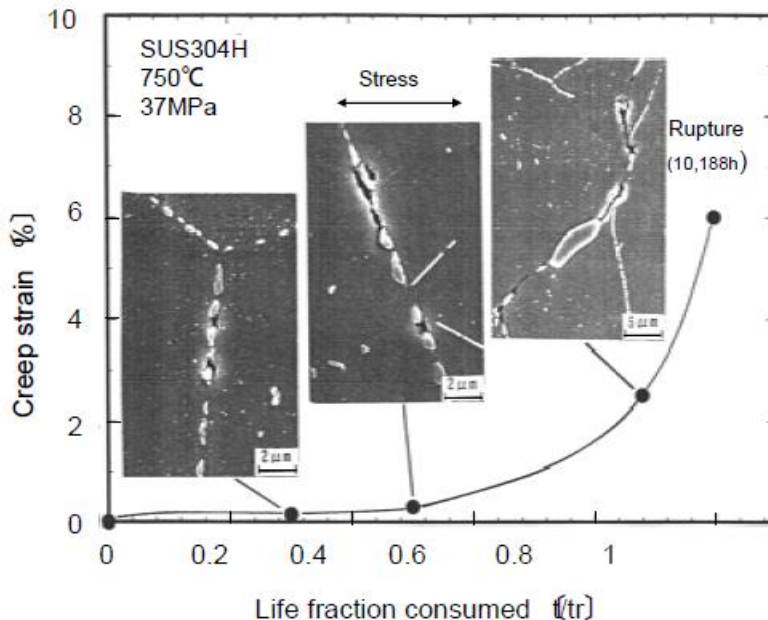 10
8
6
4
2
0
Creep strain 〔%〕
SUS304H
750℃
37MPa
Stress
Rupture
(10,188h)
2μm
2μm
5μm
0
0.2
0.4
0.6
0.8
1
Life fraction consumed 〔t/tr〕